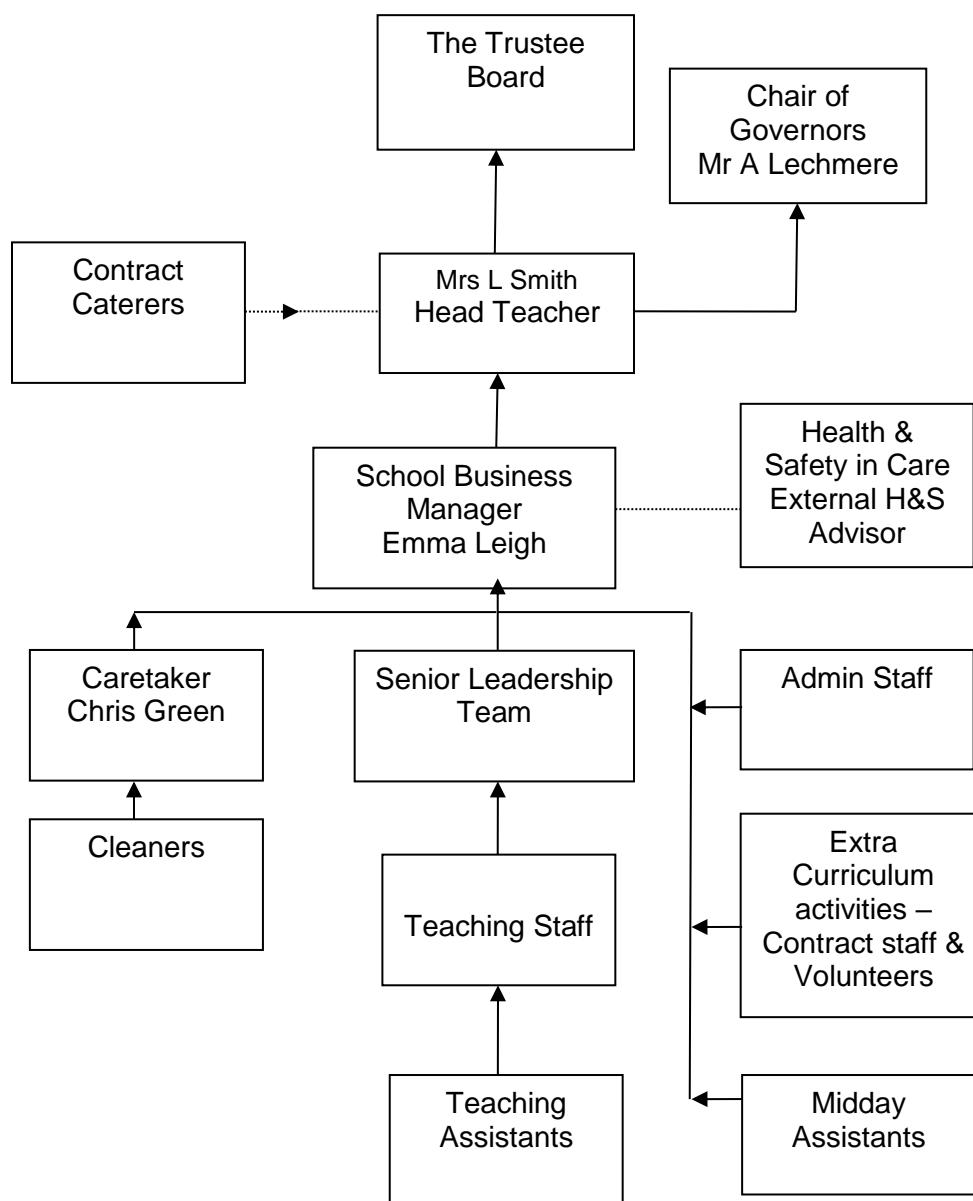 The Trustee
Board
Chair of
Governors
Mr A Lechmere
Contract
Caterers
Mrs L Smith
Head Teacher
School Business
Manager
Emma Leigh
Health &
Safety in Care
External H&S
Advisor
Caretaker
Chris Green
Senior Leadership
Team
Admin Staff
Cleaners
Teaching Staff
Extra
Curriculum
activities –
Contract staff &
Volunteers
Teaching
Assistants
Midday
Assistants